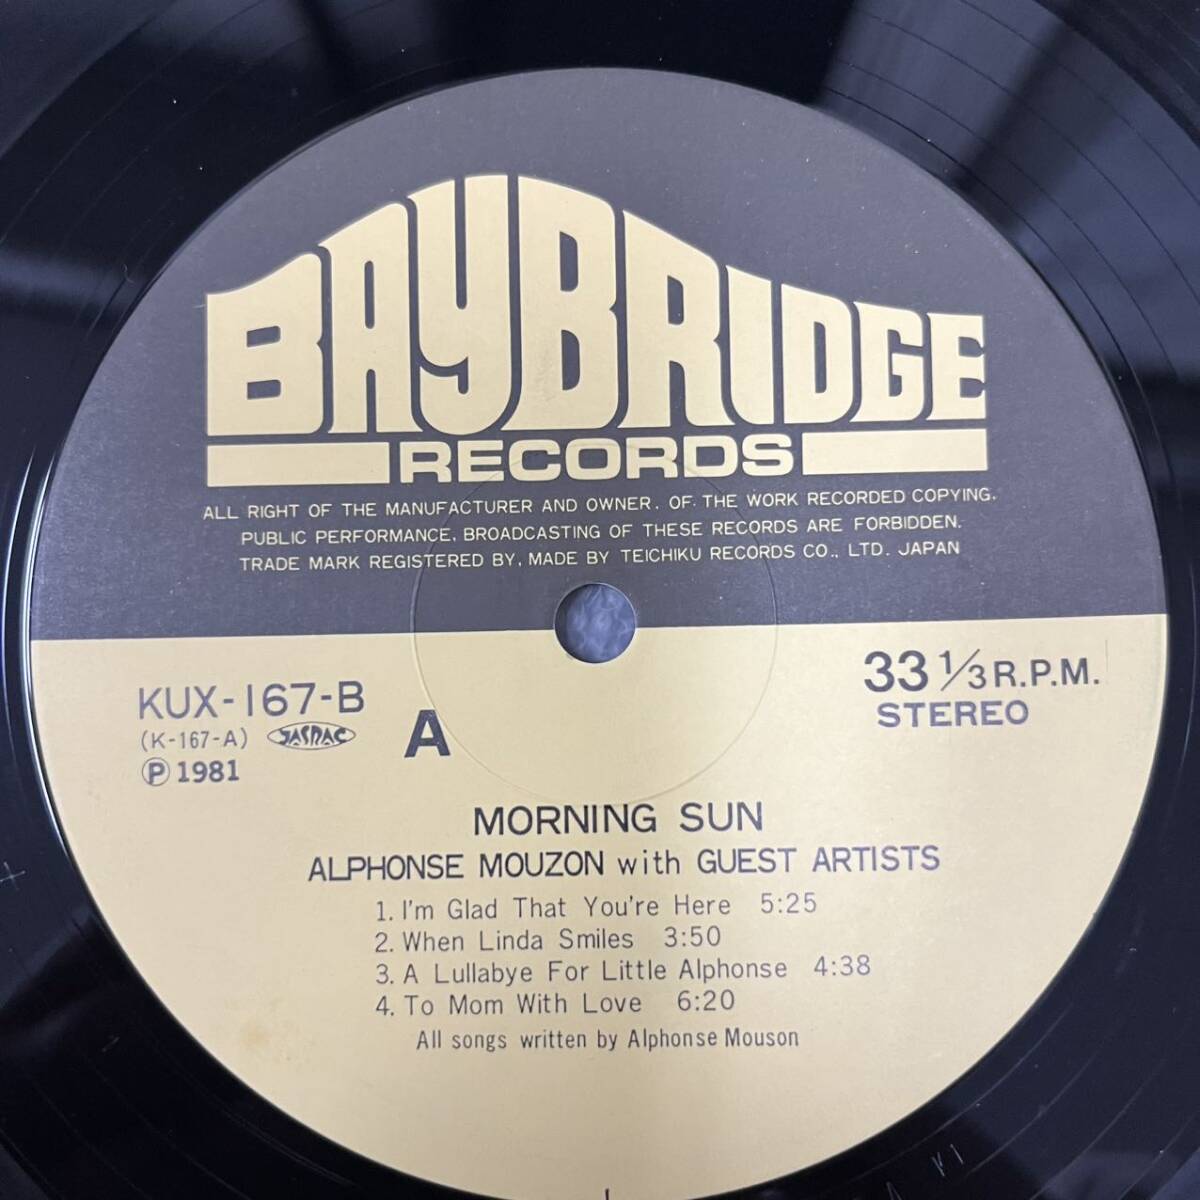 BAYBRIDGE
RECORDS
ALL RIGHT OF THE MANUFACTURER AND OWNER. OF. THE WORK RECORDED COPYING.
PUBLIC PERFORMANCE. BROADCASTING OF THESE RECORDS ARE FORBIDDEN.
TRADE MARK REGISTERED BY, MADE BY TEICHIKU RECORDS CO., LTD. JAPAN
KUX-167-B
(K-167-A) JASRAC
Ⓟ 1981
A
33 1/3 R.P.M.
STEREO
MORNING SUN
ALPHONSE MOUZON with GUEST ARTISTS
1. I'm Glad That You're Here 5:25
2. When Linda Smiles 3:50
3. A Lullabye For Little Alphonse 4:38
4. To Mom With Love 6:20
All songs written by Alphonse Mouson